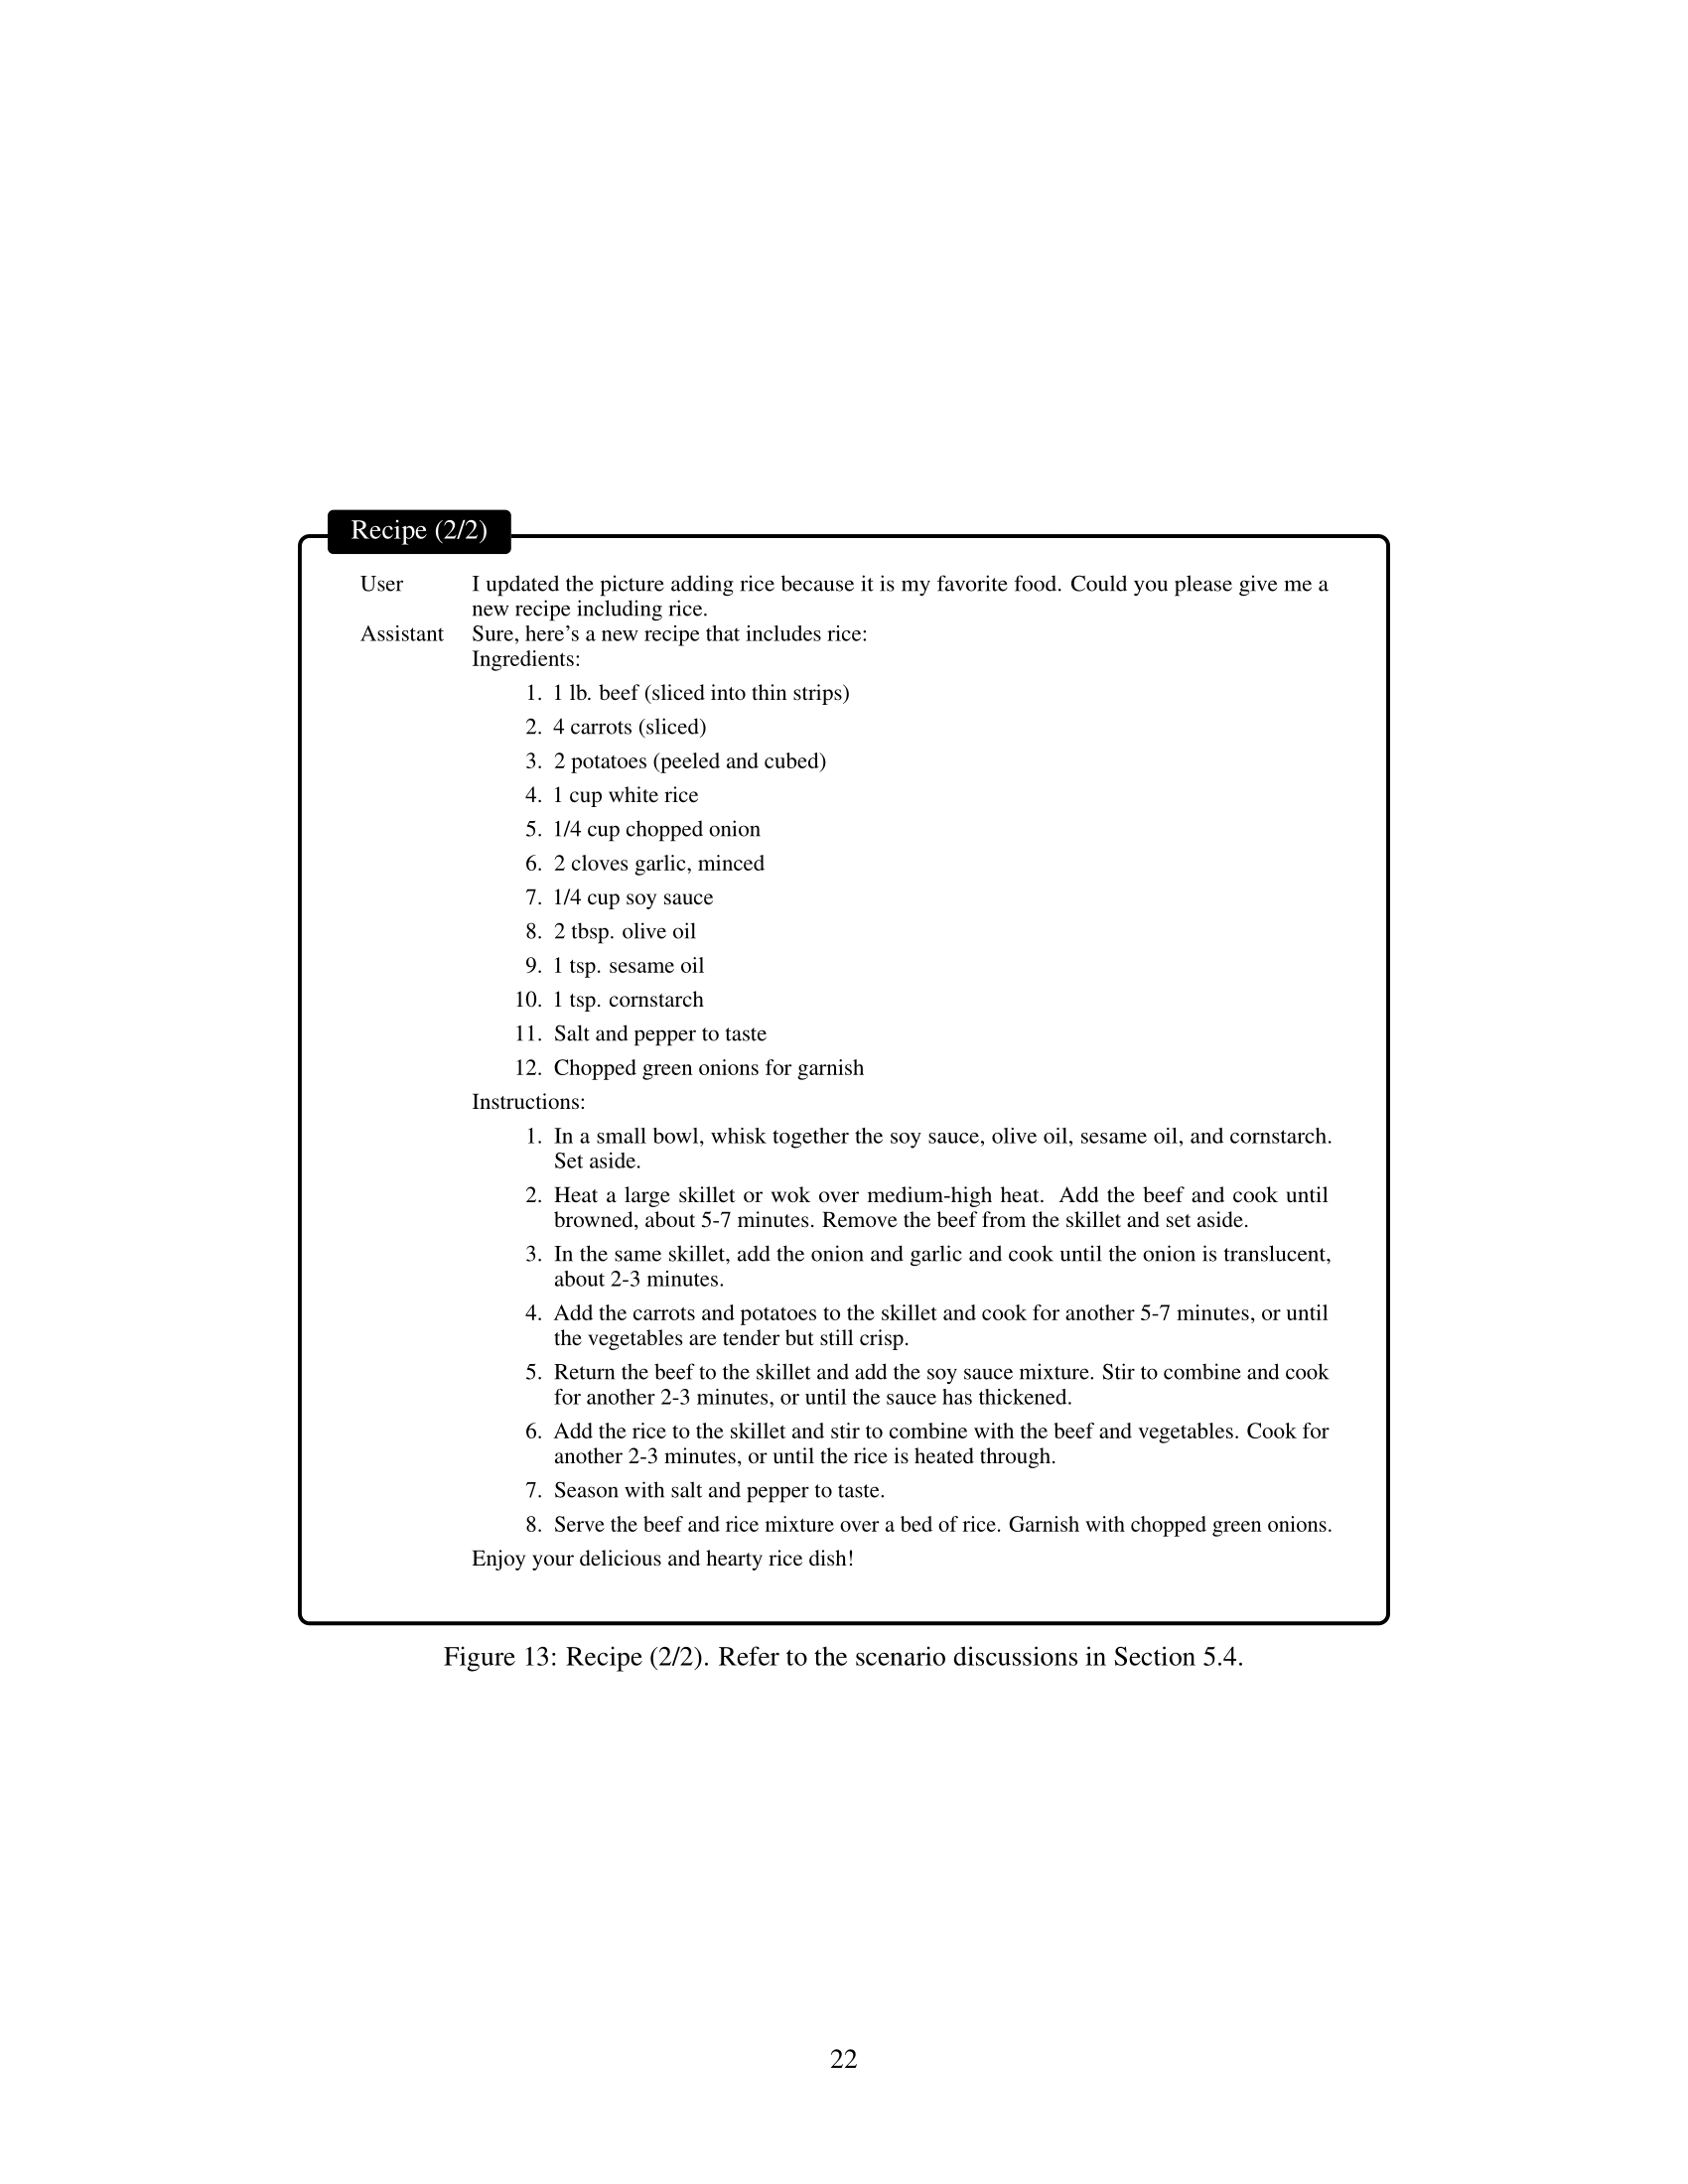 Recipe (2/2)
User I updated the picture adding rice because it is my favorite food. Could you please give me a
new recipe including rice.
Assistant Sure, here's a new recipe that includes rice:
Ingredients:
1. 1 lb. beef (sliced into thin strips)
2. 4 carrots (sliced)
3. 2 potatoes (peeled and cubed)
4. 1 cup white rice
5. 1/4 cup chopped onion
6. 2 cloves garlic, minced
7. 1/4 cup soy sauce
8. 2 tbsp. olive oil
9. 1 tsp. sesame oil
10. 1 tsp. cornstarch
11. Salt and pepper to taste
12. Chopped green onions for garnish
Instructions:
1. In a small bowl, whisk together the soy sauce, olive oil, sesame oil, and cornstarch.
Set aside.
2. Heat a large skillet or wok over medium-high heat. Add the beef and cook until
browned, about 5-7 minutes. Remove the beef from the skillet and set aside.
3. In the same skillet, add the onion and garlic and cook until the onion is translucent,
about 2-3 minutes.
4. Add the carrots and potatoes to the skillet and cook for another 5-7 minutes, or until
the vegetables are tender but still crisp.
5. Return the beef to the skillet and add the soy sauce mixture. Stir to combine and cook
for another 2-3 minutes, or until the sauce has thickened.
6. Add the rice to the skillet and stir to combine with the beef and vegetables. Cook for
another 2-3 minutes, or until the rice is heated through.
7. Season with salt and pepper to taste.
8. Serve the beef and rice mixture over a bed of rice. Garnish with chopped green onions.
Enjoy your delicious and hearty rice dish!
Figure 13: Recipe (2/2). Refer to the scenario discussions in Section 5.4.
22